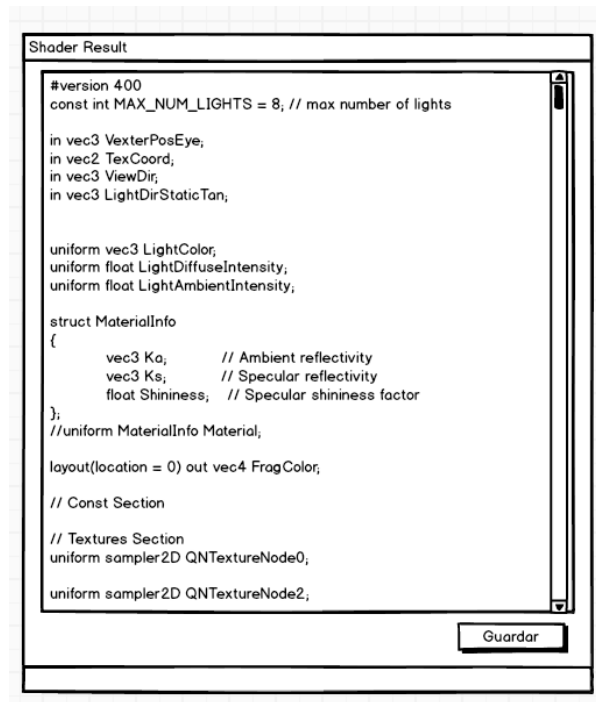 Shader Result
#version 400
const int MAX_NUM_LIGHTS = 8; // max number of lights
in vec3 VexterPosEye;
in vec2 TexCoord;
in vec3 ViewDir;
in vec3 LightDirStaticTan;
uniform vec3 LightColor;
uniform float LightDiffuseIntensity;
uniform float LightAmbientIntensity;
struct MaterialInfo
{
vec3 Ka; // Ambient reflectivity
vec3 Ks; // Specular reflectivity
float Shininess; // Specular shininess factor
};
//uniform MaterialInfo Material;
layout(location = 0) out vec4 FragColor;
// Const Section
// Textures Section
uniform sampler2D QNTextureNode0;
uniform sampler2D QNTextureNode2;
Guardar